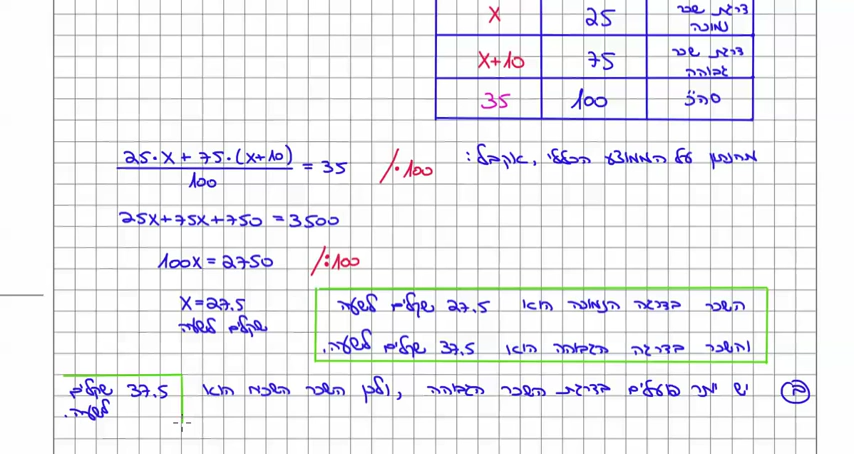 דרגת שכר נמוכה 25 X
דרגת שכר גבוהה 75 X+10
סה"כ 100 35
מהנתון על הממוצע הכללי, אקבל:
25·X+75·(X+10)
100
= 35 /·100
25X+75X+750 = 3500
100X = 2750 /:100
X=27.5
שקלים לשעה
השכר בדרגה הנמוכה הוא 27.5 שקלים לשעה
והשכר בדרגה הגבוהה הוא 37.5 שקלים לשעה.
ב יש יותר פועלים בדרגת השכר הגבוהה, ולכן השכר השכיח הוא 37.5 שקלים
לשעה.